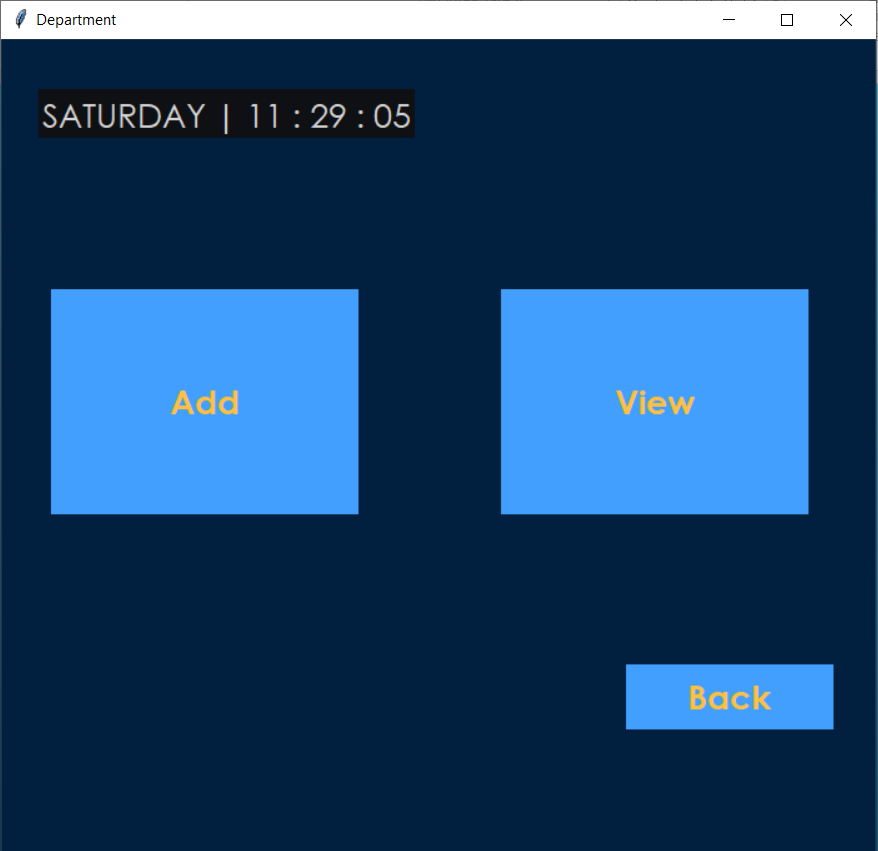 Department
SATURDAY | 11 : 29 : 05
Add
View
Back